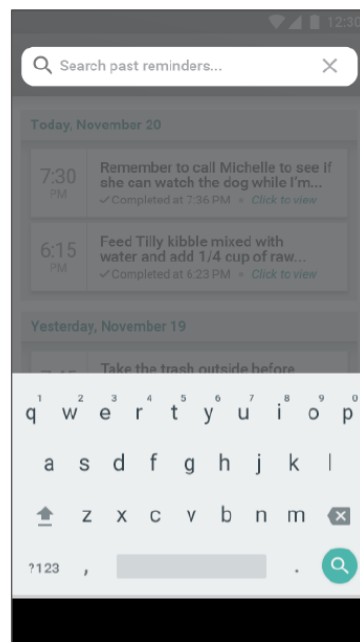 12:30
Search past reminders...
Today, November 20
7:30
PM
Remember to call Michelle to see if
she can watch the dog while I'm...
✓Completed at 7:36 PM • Click to view
6:15
PM
Feed Tilly kibble mixed with
water and add 1/4 cup of raw...
✓Completed at 6:23 PM • Click to view
Yesterday, November 19
Take the trash outside before
1 2 3 4 5 6 7 8 9 0
q w e r t y u i o p
a s d f g h j k l
z x c v b n m
?123 , .